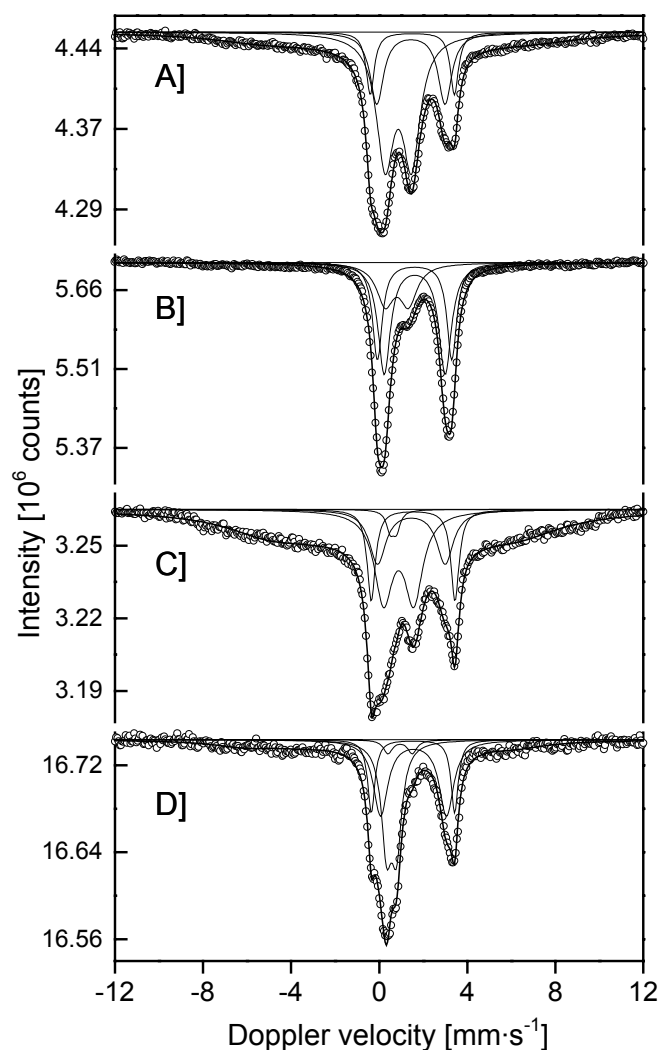 4.44
A]
4.37
4.29
5.66
B]
5.51
5.37
Intensity [10⁶ counts]
3.25
C]
3.22
3.19
16.72
D]
16.64
16.56
-12 -8 -4 0 4 8 12
Doppler velocity [mm·s⁻¹]